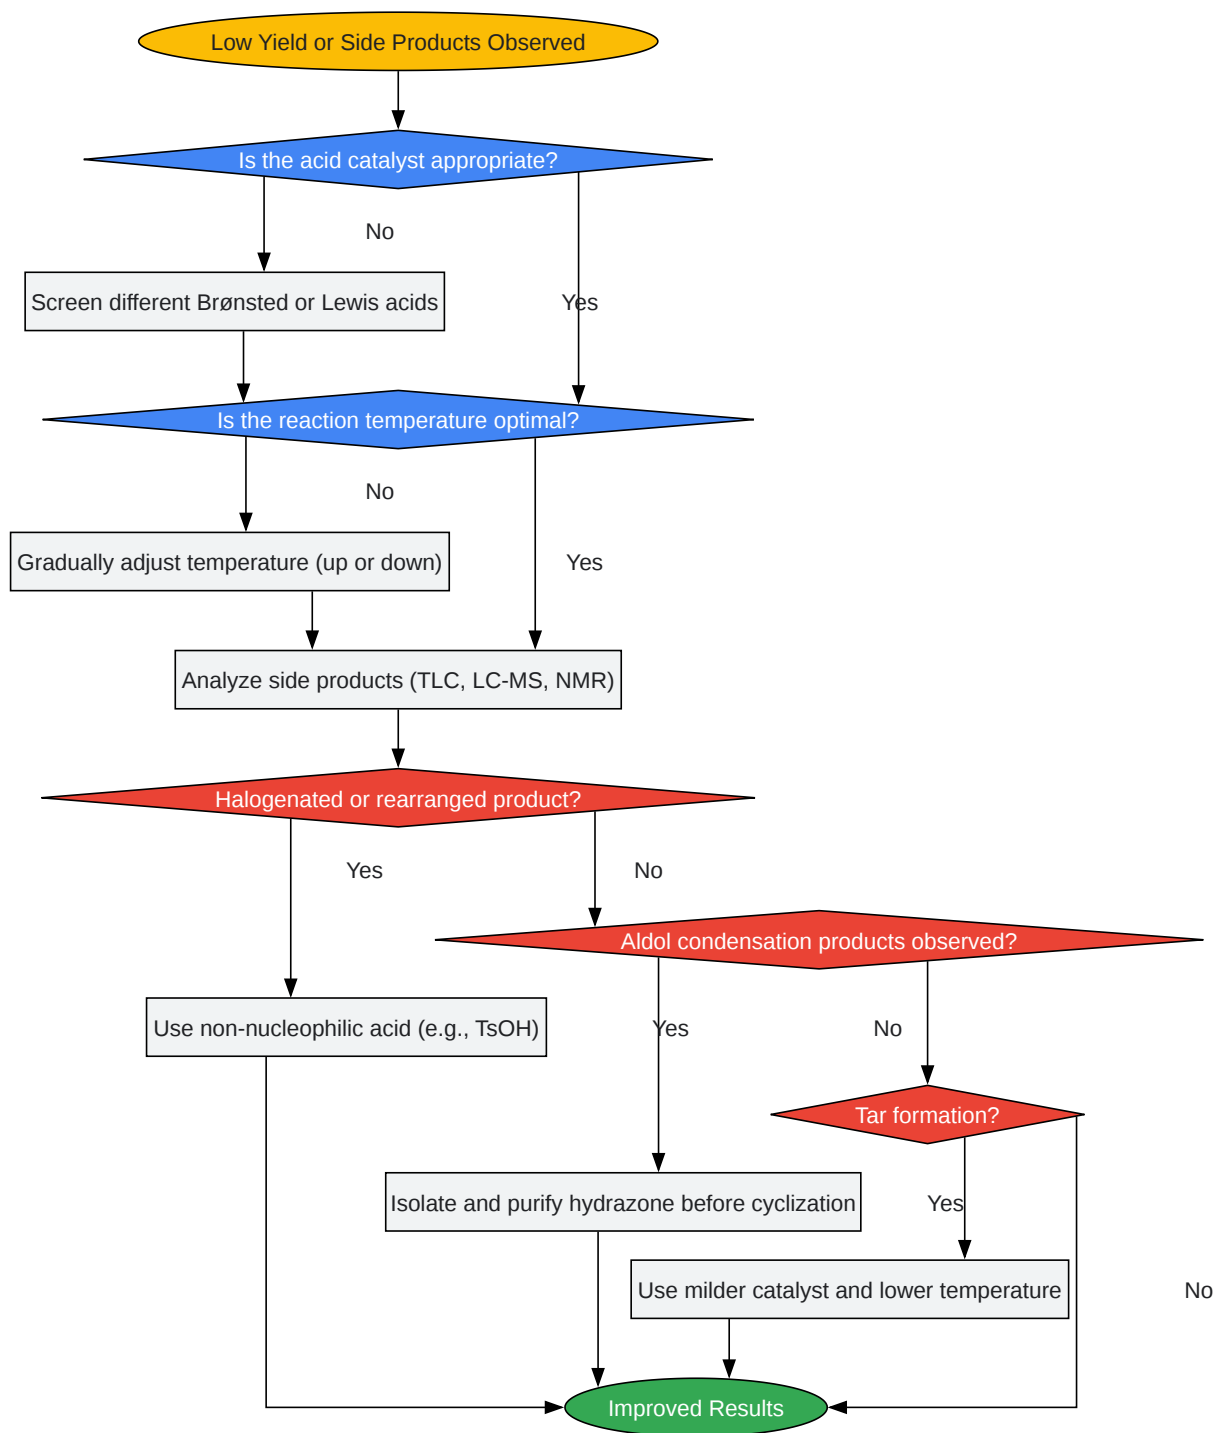 Low Yield or Side Products Observed
Is the acid catalyst appropriate?
No
Screen different Brønsted or Lewis acids
Yes
Is the reaction temperature optimal?
No
Gradually adjust temperature (up or down)
Yes
Analyze side products (TLC, LC-MS, NMR)
Halogenated or rearranged product?
Yes
No
Aldol condensation products observed?
Use non-nucleophilic acid (e.g., TsOH)
Yes
No
Tar formation?
Isolate and purify hydrazone before cyclization
Yes
Use milder catalyst and lower temperature
No
Improved Results